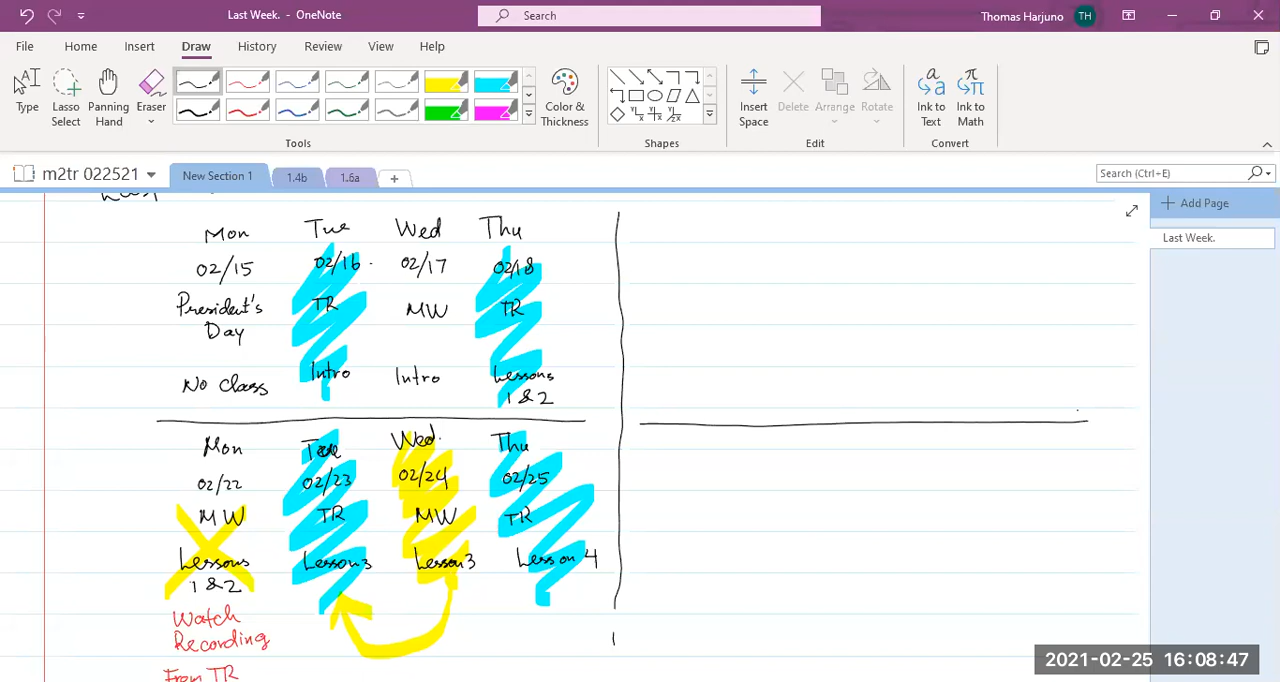 Last Week. - OneNote
Search
Thomas Harjuno TH
File Home Insert Draw History Review View Help
Type
Lasso Select
Panning Hand
Eraser
Color & Thickness
Insert Space
Delete
Arrange
Rotate
Ink to Text
Ink to Math
Tools Shapes Edit Convert
m2tr 022521 New Section 1 1.4b 1.6a + Search (Ctrl+E)
Add Page
Last Week.
Mon Tue Wed Thu
02/15 02/16 02/17 02/18
President's Day TR MW TR
No class Intro Intro Lessons 1 & 2
Mon Tue Wed. Thu
02/22 02/23 02/24 02/25
MW TR MW TR
Lessons 1 & 2 Lesson 3 Lesson 3 Lesson 4
Watch
Recording
From TR
2021-02-25 16:08:47